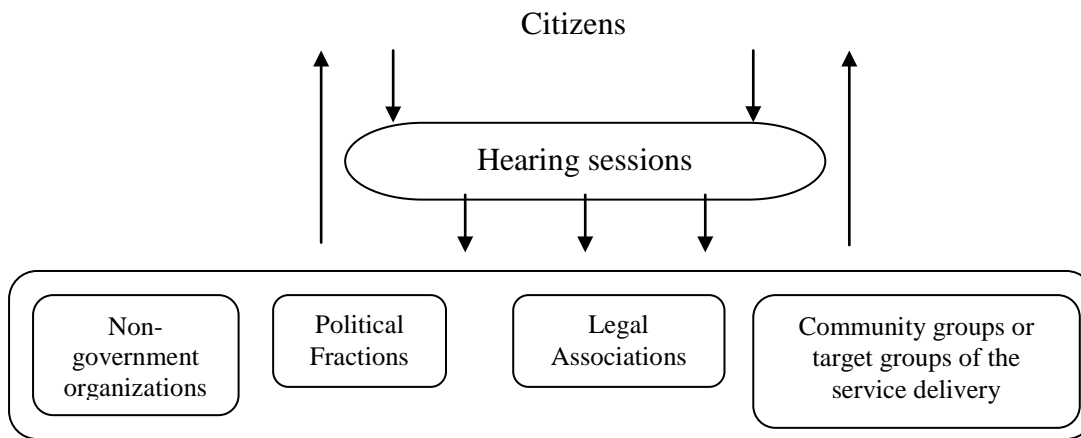 Citizens
Hearing sessions
Non-
government
organizations
Political
Fractions
Legal
Associations
Community groups or
target groups of the
service delivery